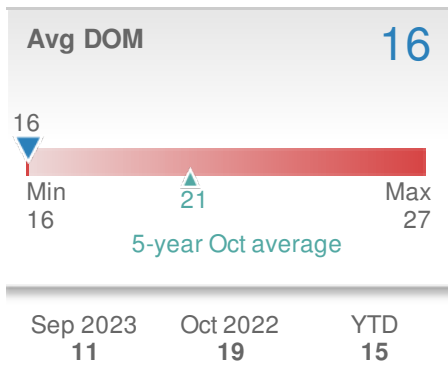 Avg DOM 16
16
Min Max
16 21 27
5-year Oct average
Sep 2023 Oct 2022 YTD
11 19 15